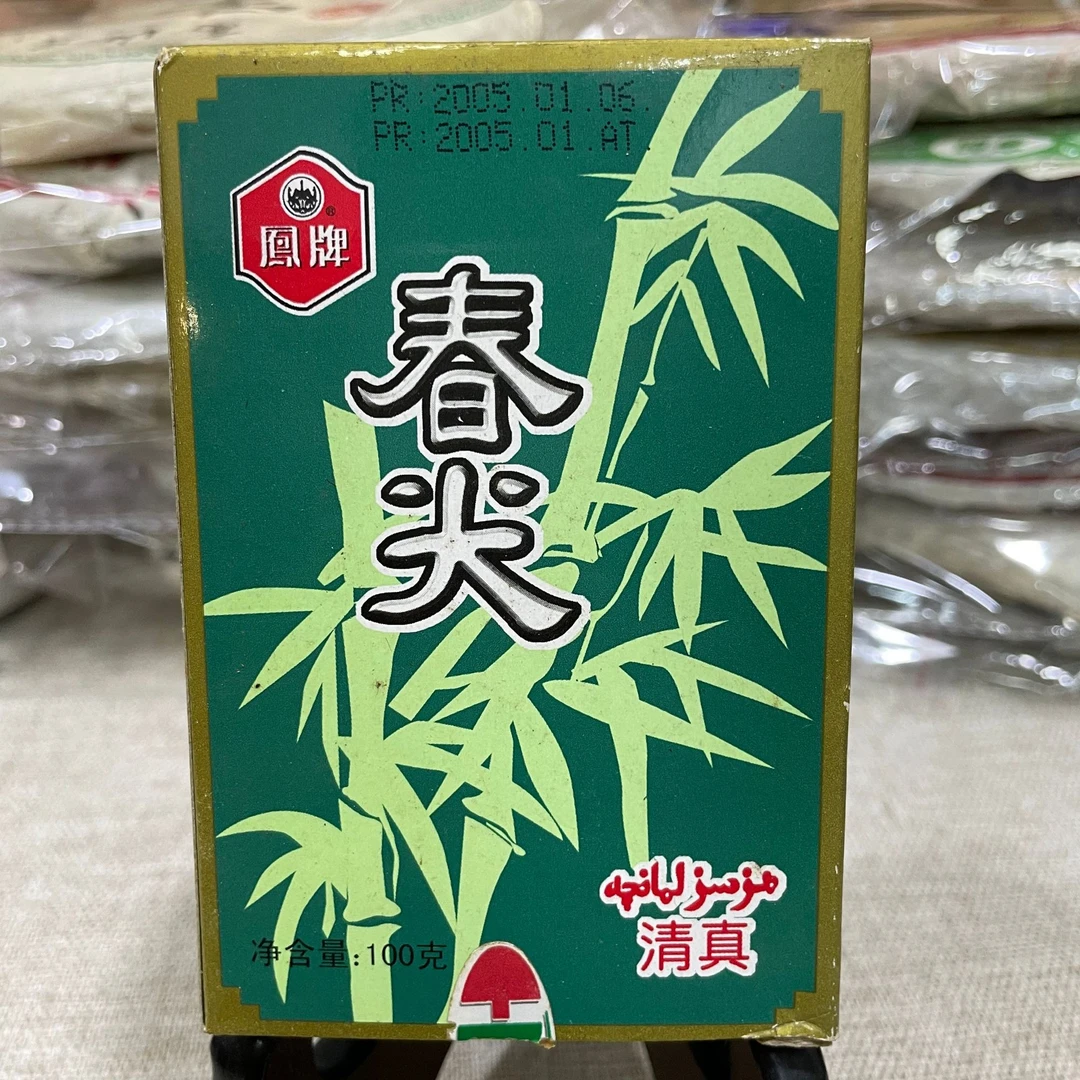 PR:2005.01.06.
PR:2005.01.AT.
®
鳳牌
春尖
مۇسۇلمانچە
清真
净含量:100克